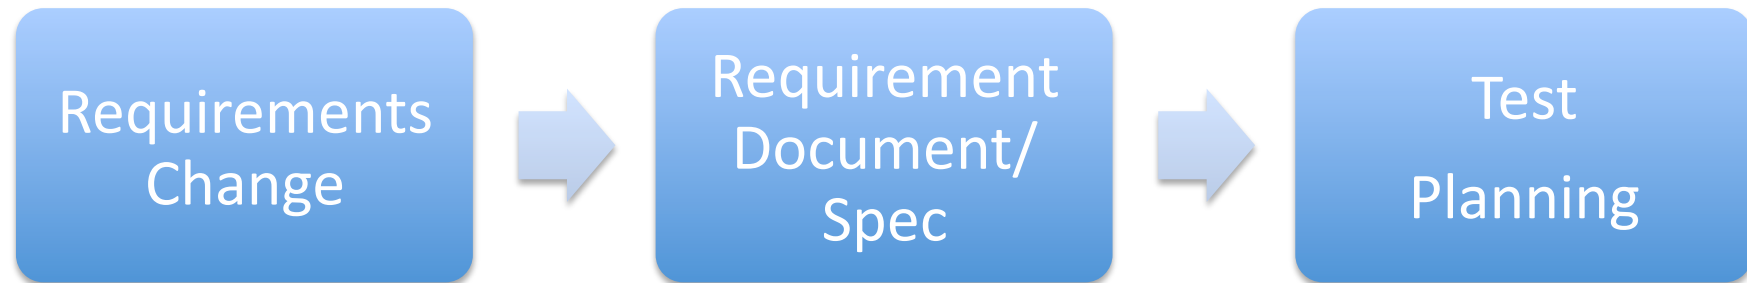 Requirements
Change
Requirement
Document/
Spec
Test
Planning